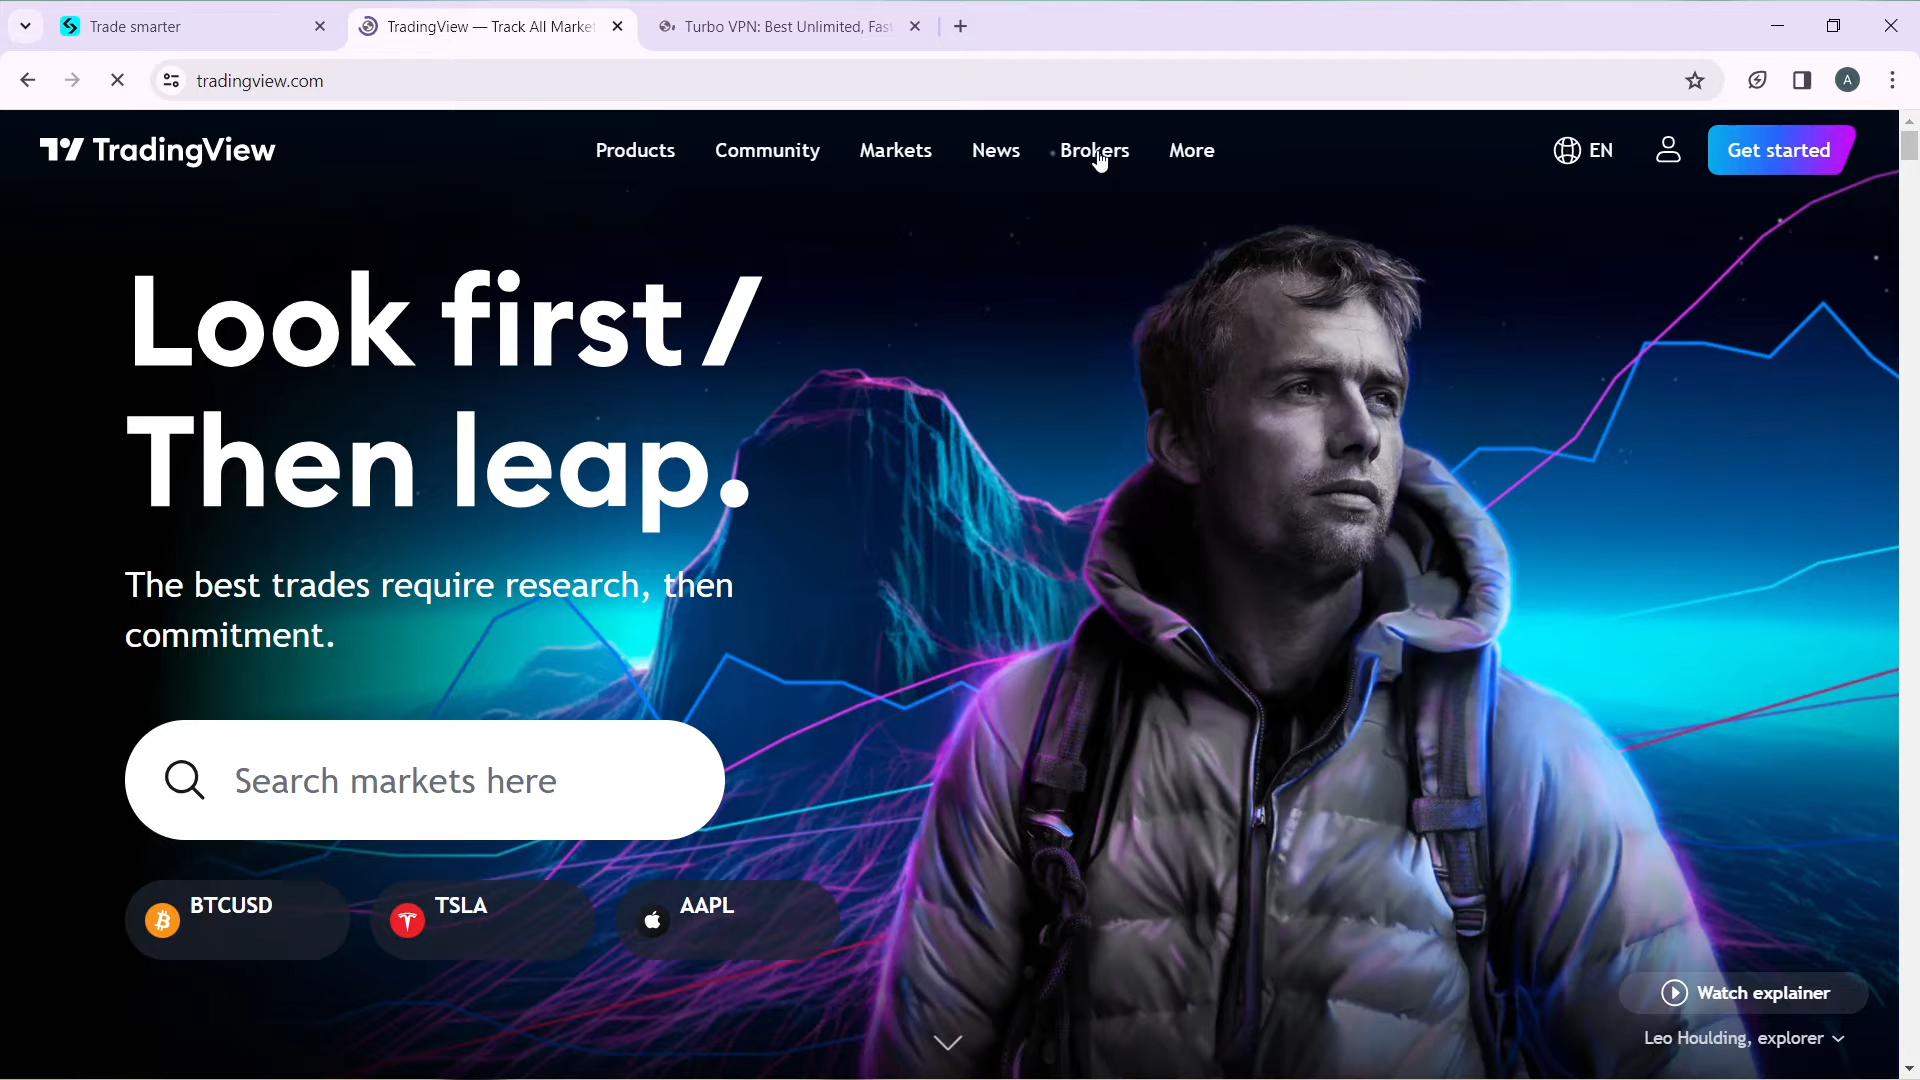 Trade smarter
TradingView — Track All Market
Turbo VPN: Best Unlimited, Fas
tradingview.com
A
TradingView
Products
Community
Markets
News
Brokers
More
EN
Get started
Look first /
Then leap.
The best trades require research, then
commitment.
Search markets here
BTCUSD
TSLA
AAPL
Watch explainer
Leo Houlding, explorer